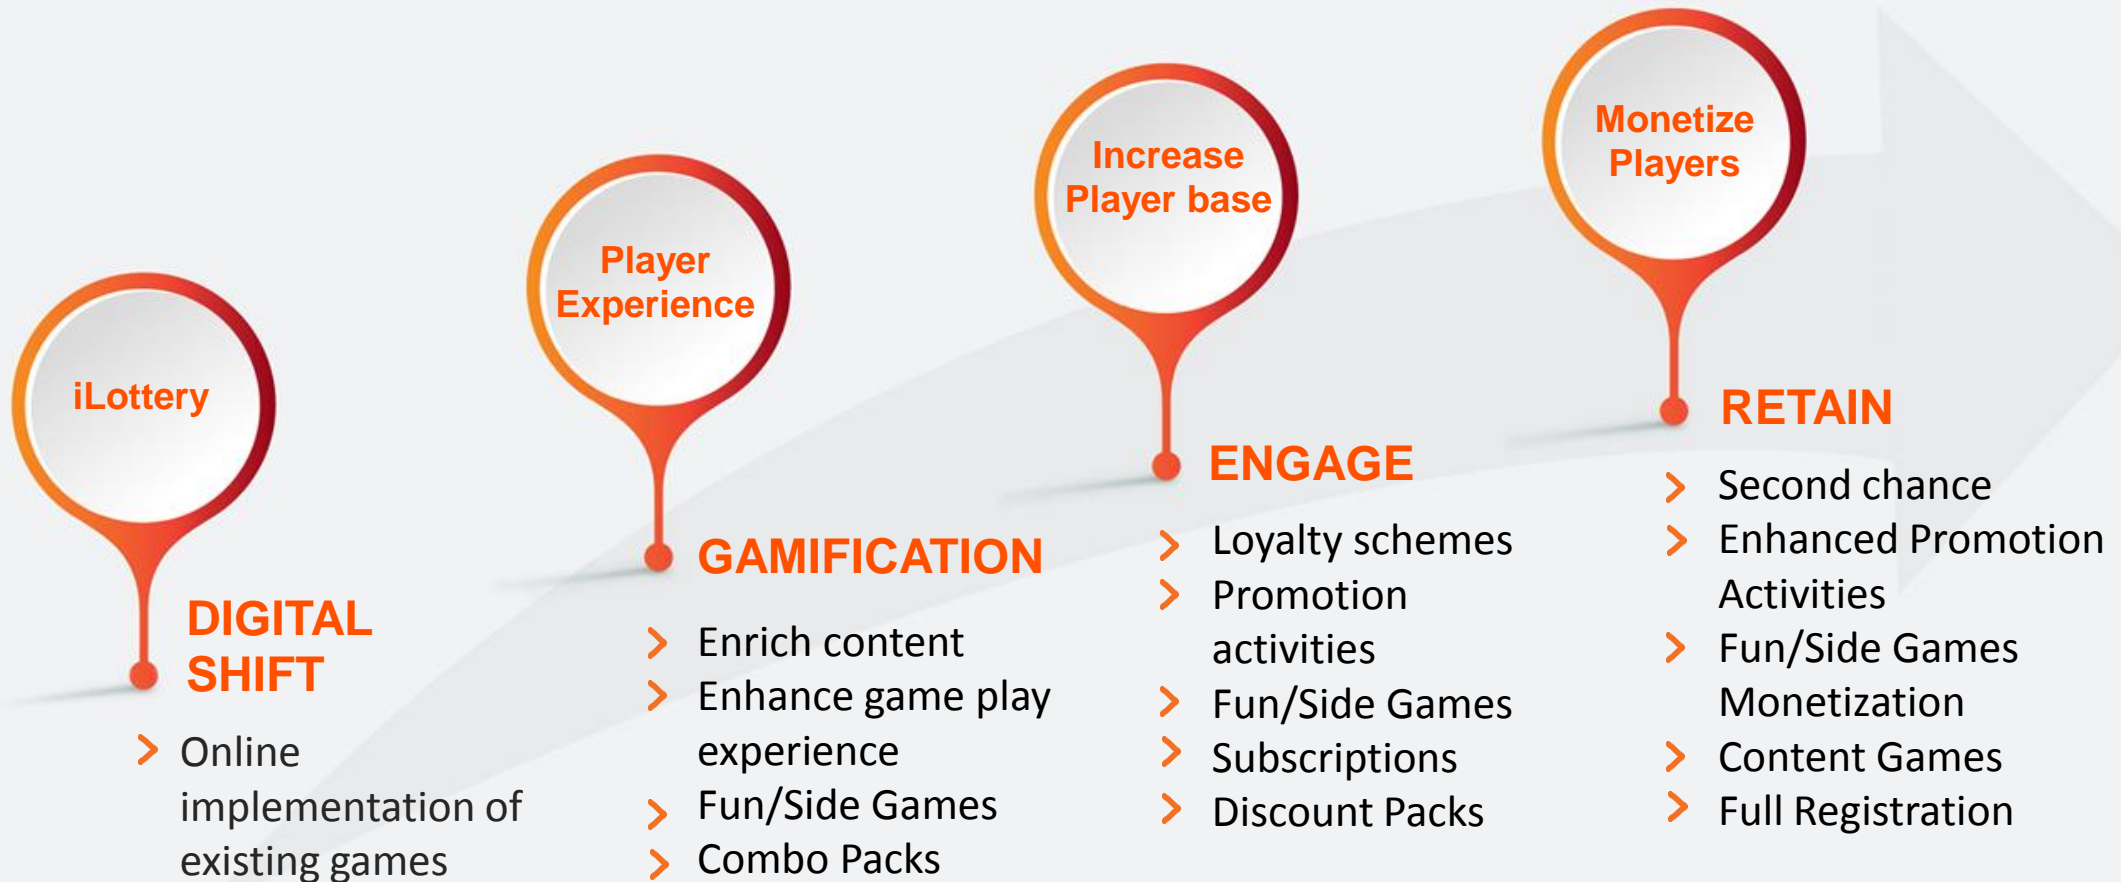 iLottery
DIGITAL
SHIFT
Online
implementation of
existing games
Player
Experience
GAMIFICATION
Enrich content
Enhance game play
experience
Fun/Side Games
Combo Packs
Increase
Player base
ENGAGE
Loyalty schemes
Promotion
activities
Fun/Side Games
Subscriptions
Discount Packs
Monetize
Players
RETAIN
Second chance
Enhanced Promotion
Activities
Fun/Side Games
Monetization
Content Games
Full Registration